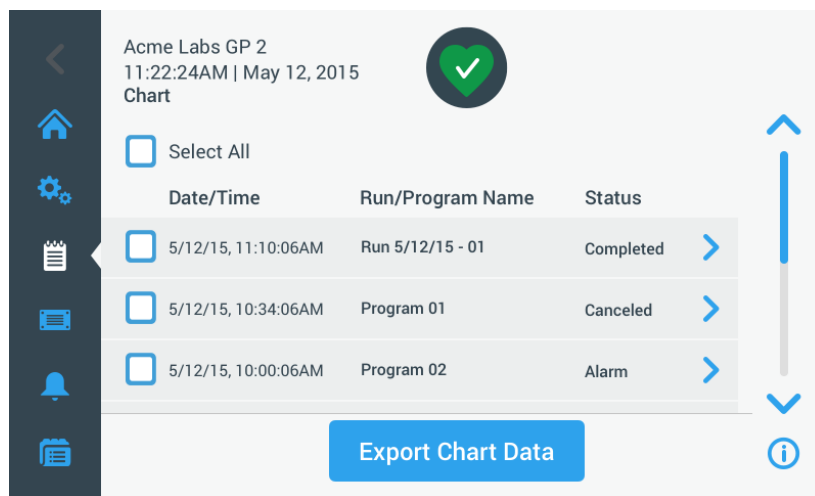 Acme Labs GP 2
11:22:24AM | May 12, 2015
Chart
Select All
Date/Time Run/Program Name Status
5/12/15, 11:10:06AM Run 5/12/15 - 01 Completed
5/12/15, 10:34:06AM Program 01 Canceled
5/12/15, 10:00:06AM Program 02 Alarm
Export Chart Data